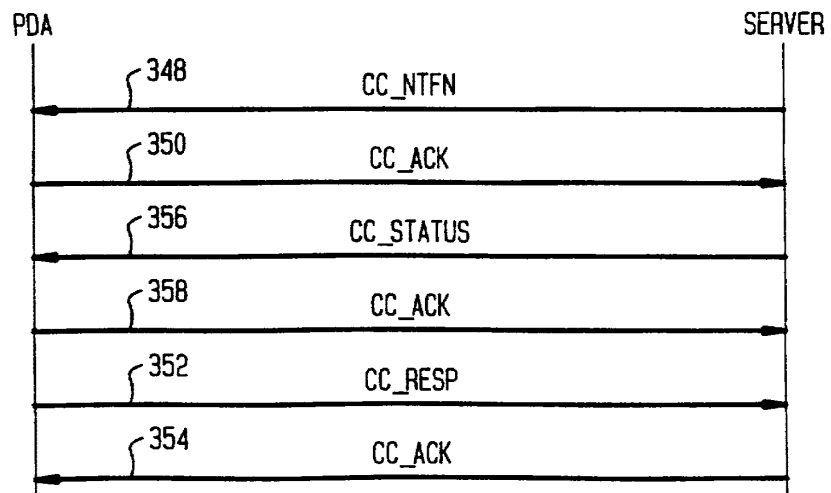 PDA SERVER
348 CC_NTFN
350 CC_ACK
356 CC_STATUS
358 CC_ACK
352 CC_RESP
354 CC_ACK